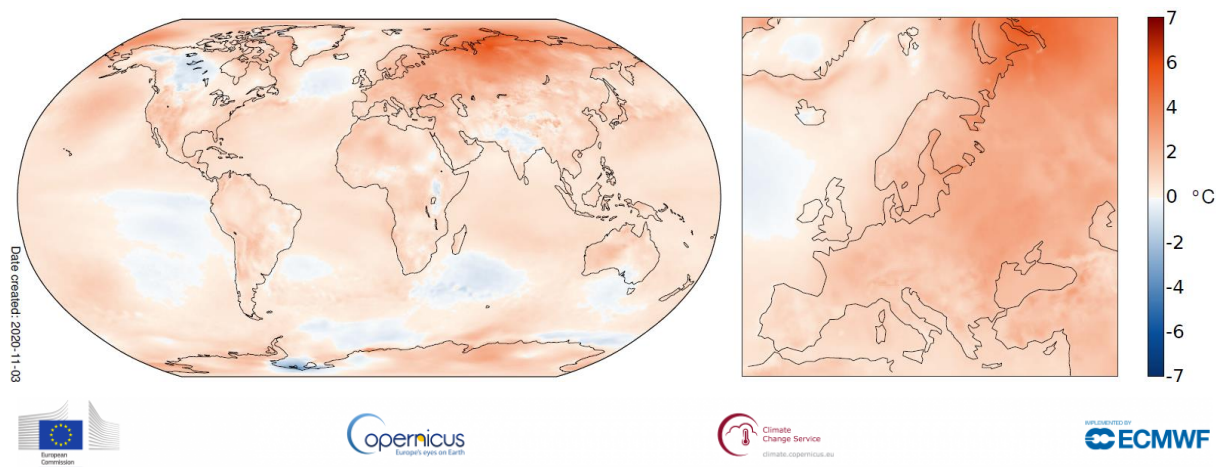 7
6
4
2
0 °C
-2
-4
-6
-7
Date created: 2020-11-03
European
Commission
opernicus
Europe's eyes on Earth
Climate
Change Service
climate.copernicus.eu
IMPLEMENTED BY
ECMWF